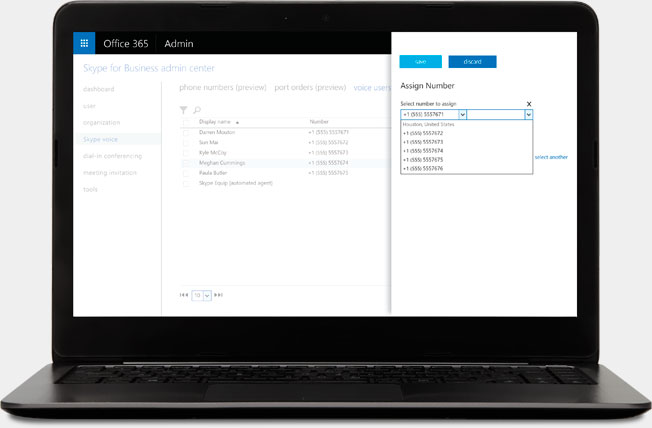 Office 365 Admin
Skype for Business admin center
dashboard
user
organization
Skype voice
dial-in conferencing
meeting invitation
tools
phone numbers (preview) port orders (preview) voice users
Display name Number
Darren Mouton +1 (555) 5557671
Sun Mai +1 (555) 5557672
Kyle McCoy +1 (555) 5557673
Meghan Cummings +1 (555) 5557674
Paula Butler +1 (555) 5557675
Skype Equip (automated agent)
10
save discard
Assign Number
Select number to assign X
+1 (555) 5557671
Houston, United States
+1 (555) 5557672
+1 (555) 5557673
+1 (555) 5557674
+1 (555) 5557675
+1 (555) 5557676
select another